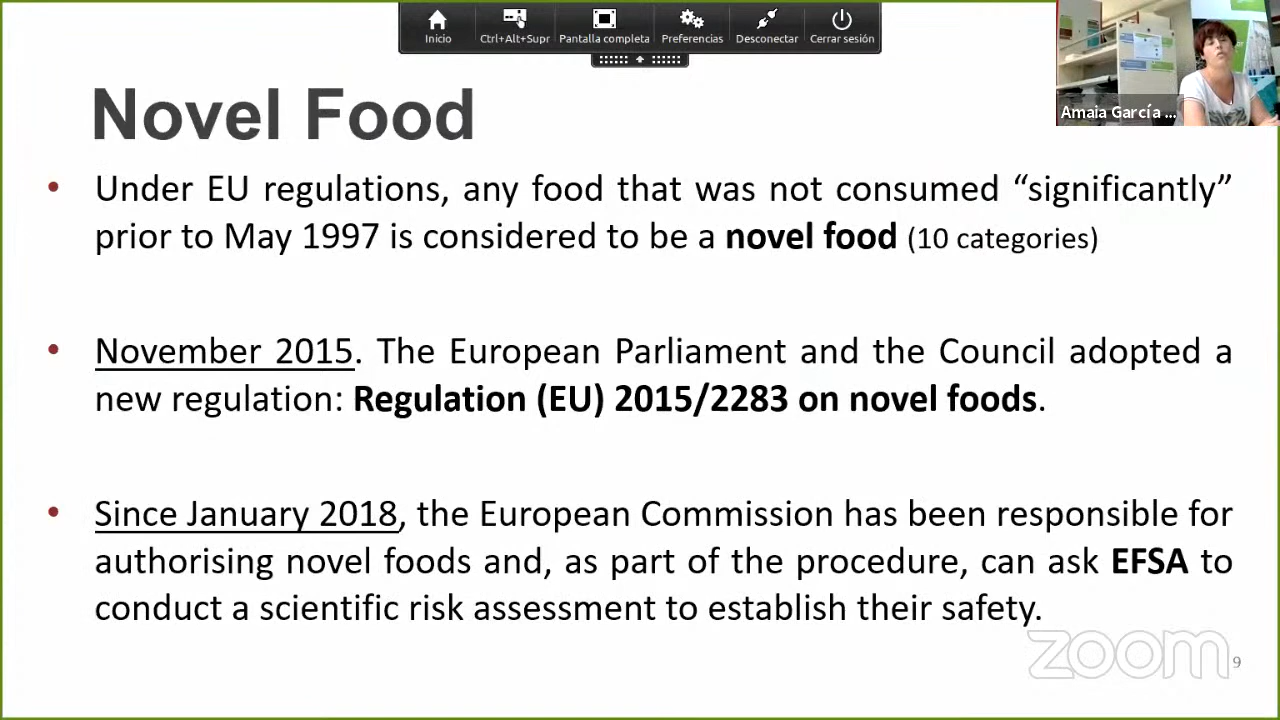 Inicio
Ctrl+Alt+Supr
Pantalla completa
Preferencias
Desconectar
Cerrar sesión
Amaia García ...
Novel Food
• Under EU regulations, any food that was not consumed “significantly”
prior to May 1997 is considered to be a novel food (10 categories)
• November 2015. The European Parliament and the Council adopted a
new regulation: Regulation (EU) 2015/2283 on novel foods.
• Since January 2018, the European Commission has been responsible for
authorising novel foods and, as part of the procedure, can ask EFSA to
conduct a scientific risk assessment to establish their safety.
zoom
9